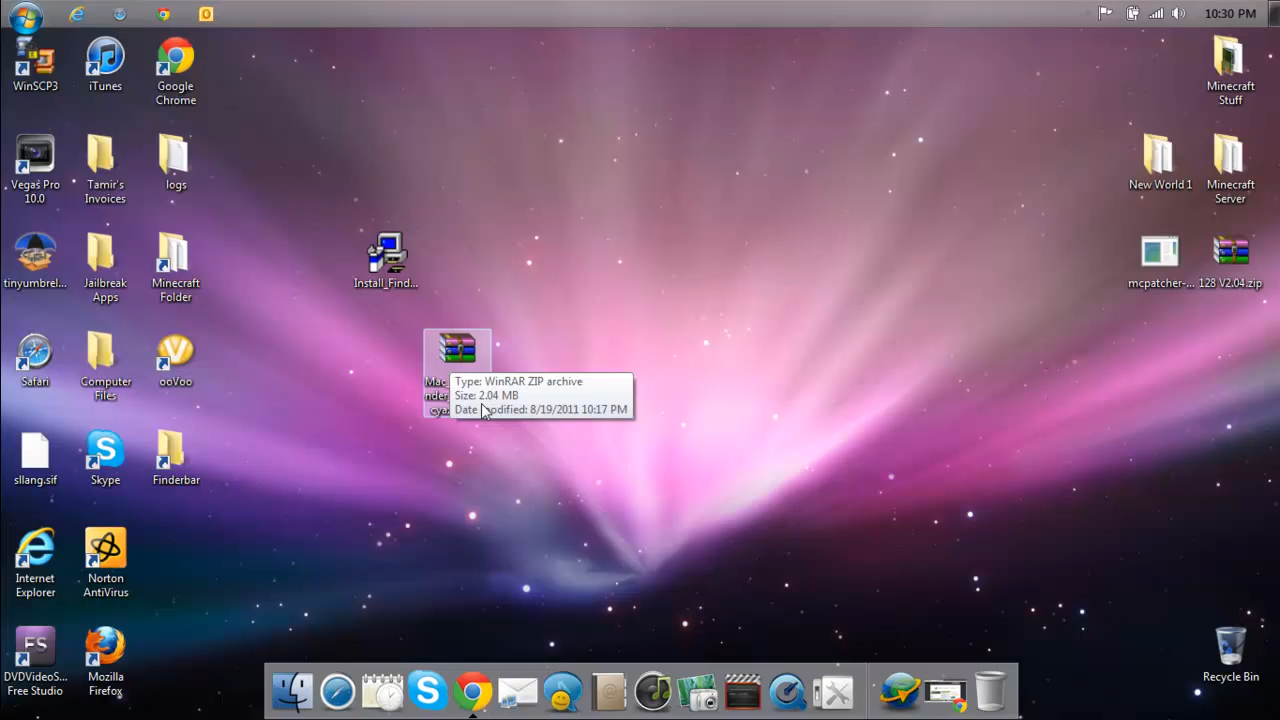 10:30 PM
WinSCP3
iTunes
Google
Chrome
Minecraft
Stuff
Vegas Pro
10.0
Tamir's
Invoices
logs
New World 1
Minecraft
Server
tinyumbrel...
Jailbreak
Apps
Minecraft
Folder
Install_Find...
mcpatcher-...
128 V2.04.zip
Safari
Computer
Files
ooVoo
Type: WinRAR ZIP archive
Size: 2.04 MB
Date modified: 8/19/2011 10:17 PM
sllang.sif
Skype
Finderbar
Internet
Explorer
Norton
AntiVirus
FS
DVDVideoS...
Free Studio
Mozilla
Firefox
Recycle Bin